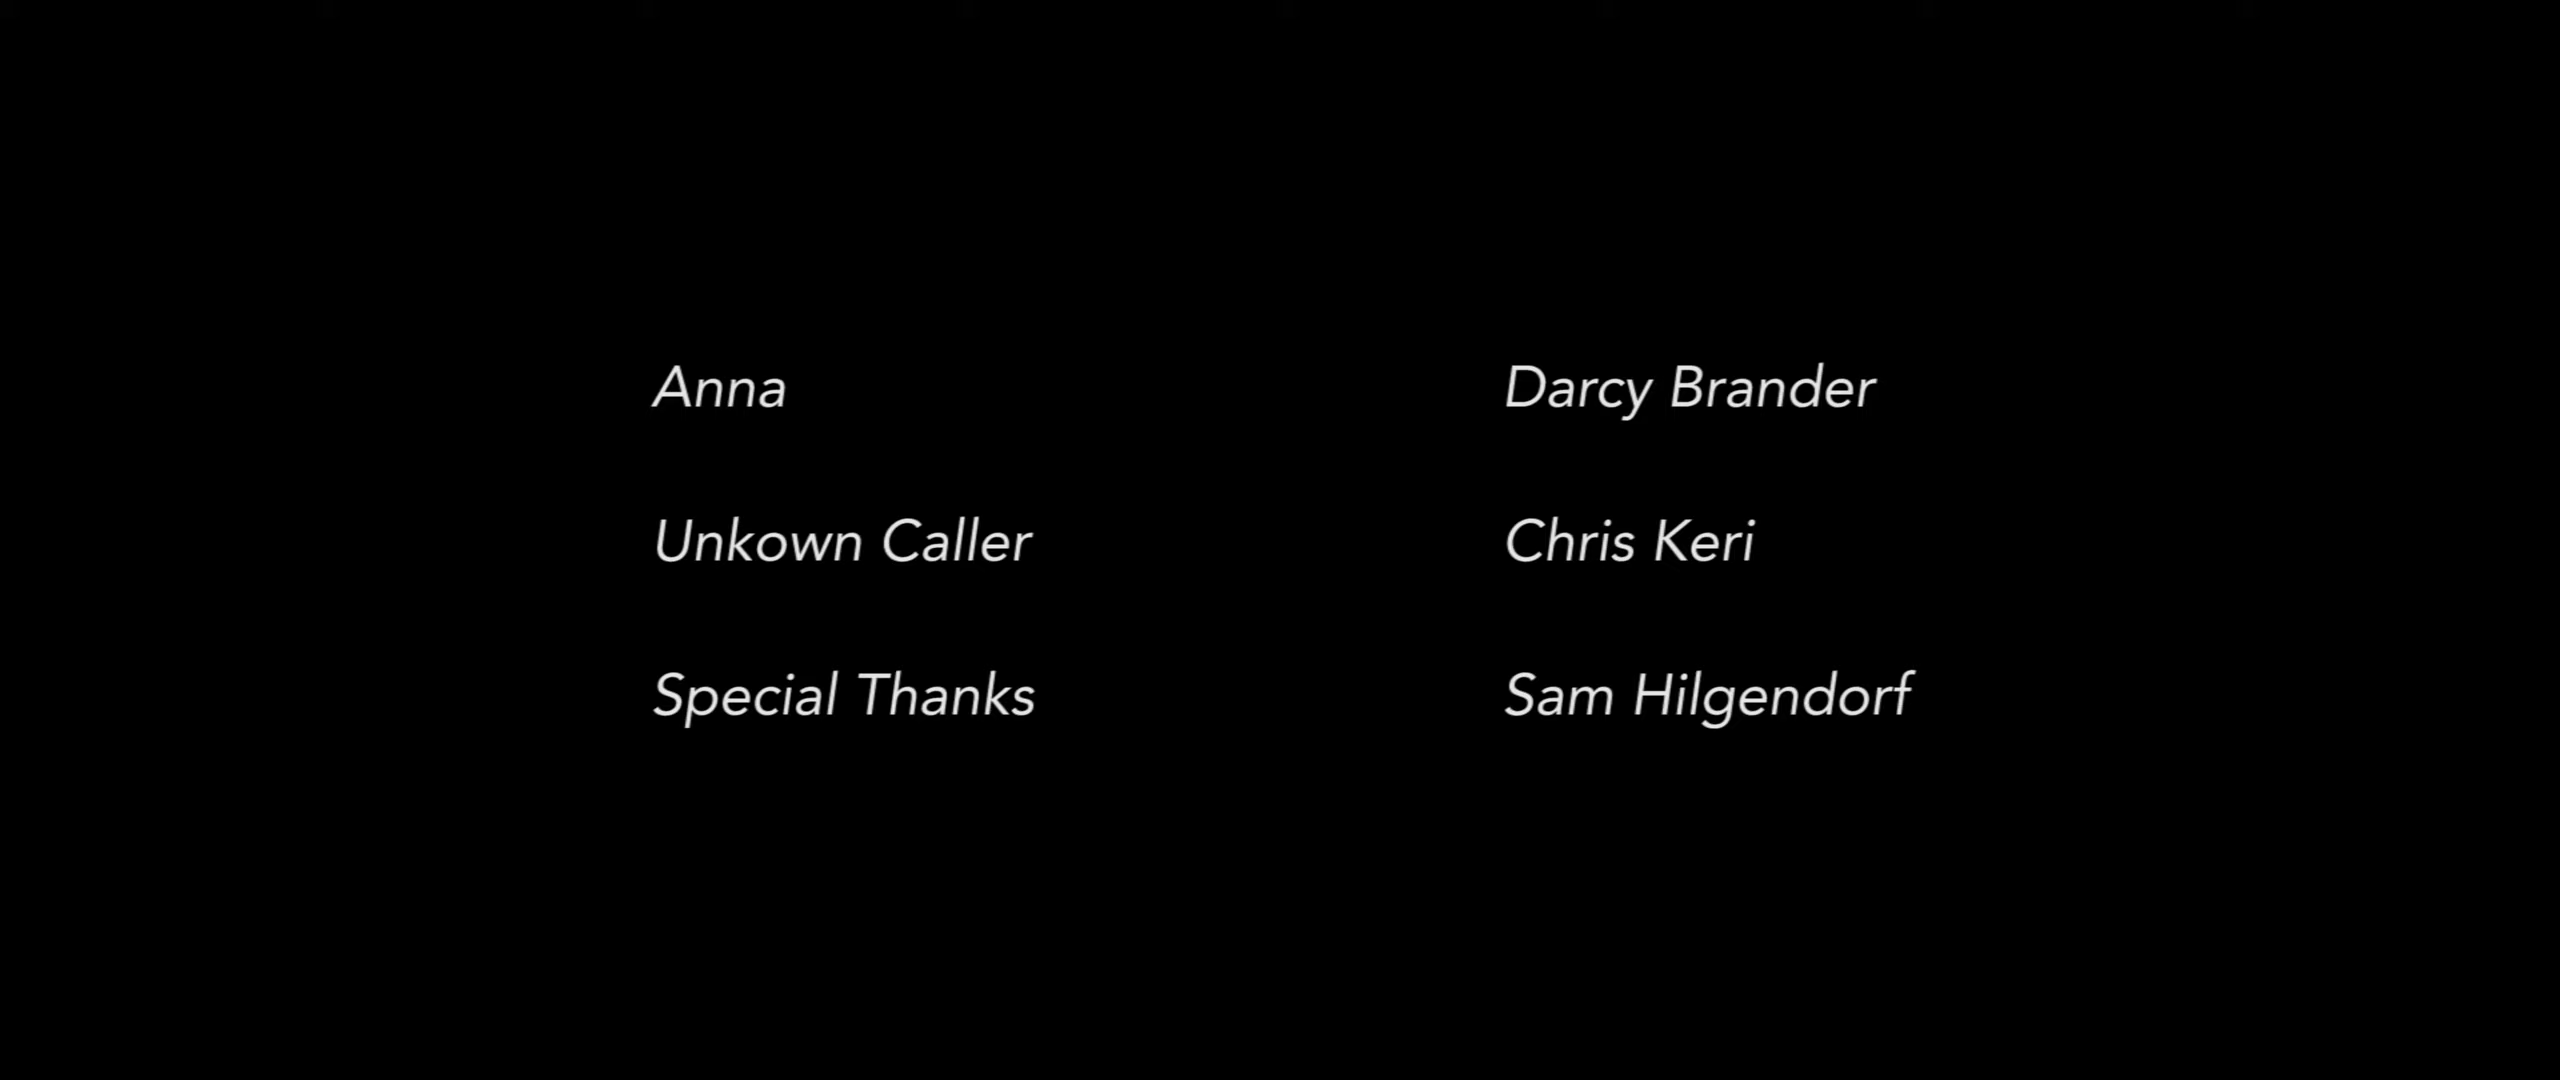 Anna Darcy Brander
Unkown Caller Chris Keri
Special Thanks Sam Hilgendorf